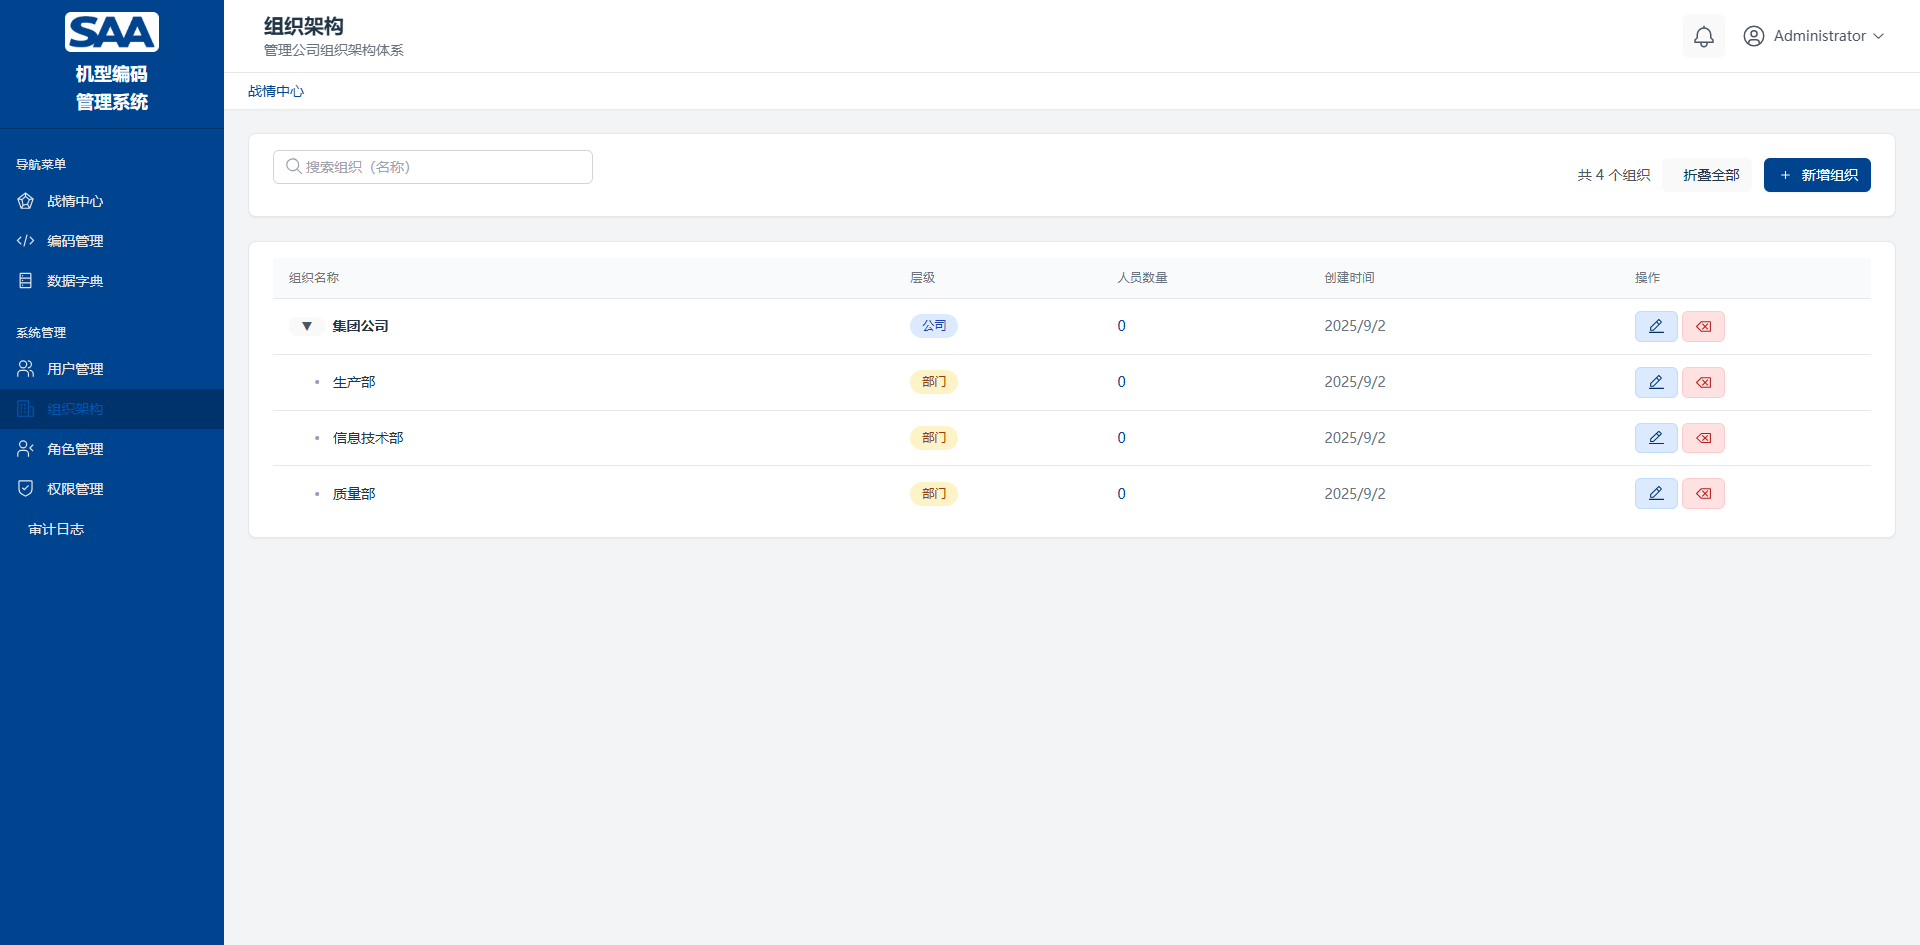 SAA
机型编码
管理系统
导航菜单
战情中心
编码管理
数据字典
系统管理
用户管理
组织架构
角色管理
权限管理
审计日志
组织架构
管理公司组织架构体系
Administrator
战情中心
搜索组织（名称）
共 4 个组织 折叠全部 + 新增组织
组织名称 层级 人员数量 创建时间 操作
▼ 集团公司 公司 0 2025/9/2
• 生产部 部门 0 2025/9/2
• 信息技术部 部门 0 2025/9/2
• 质量部 部门 0 2025/9/2